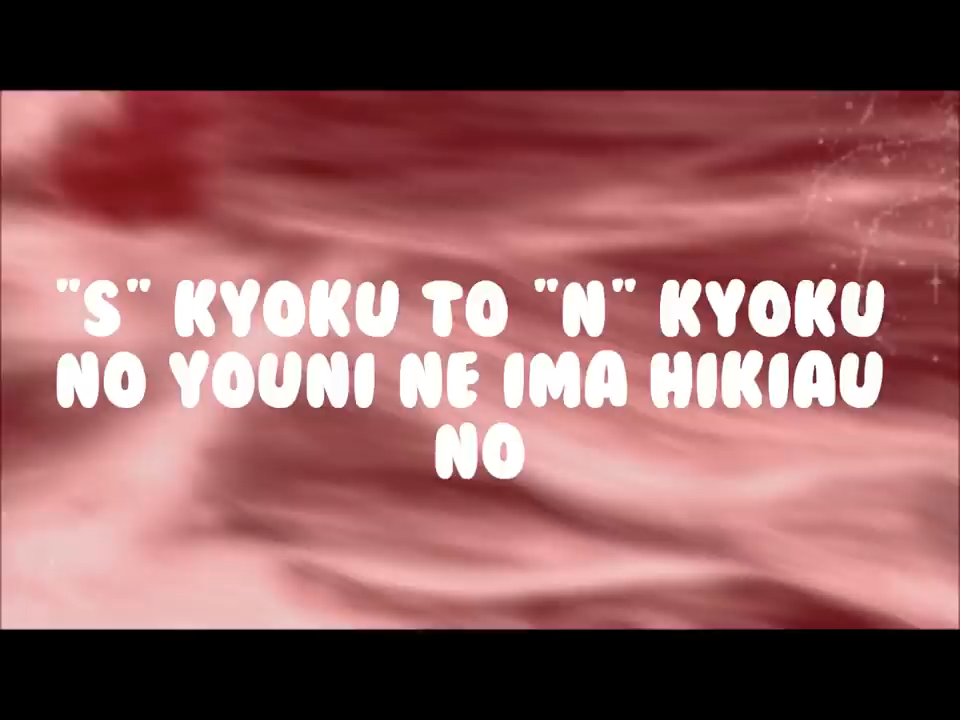 "S" KYOKU TO "N" KYOKU
NO YOUNI NE IMA HIKIAU
NO